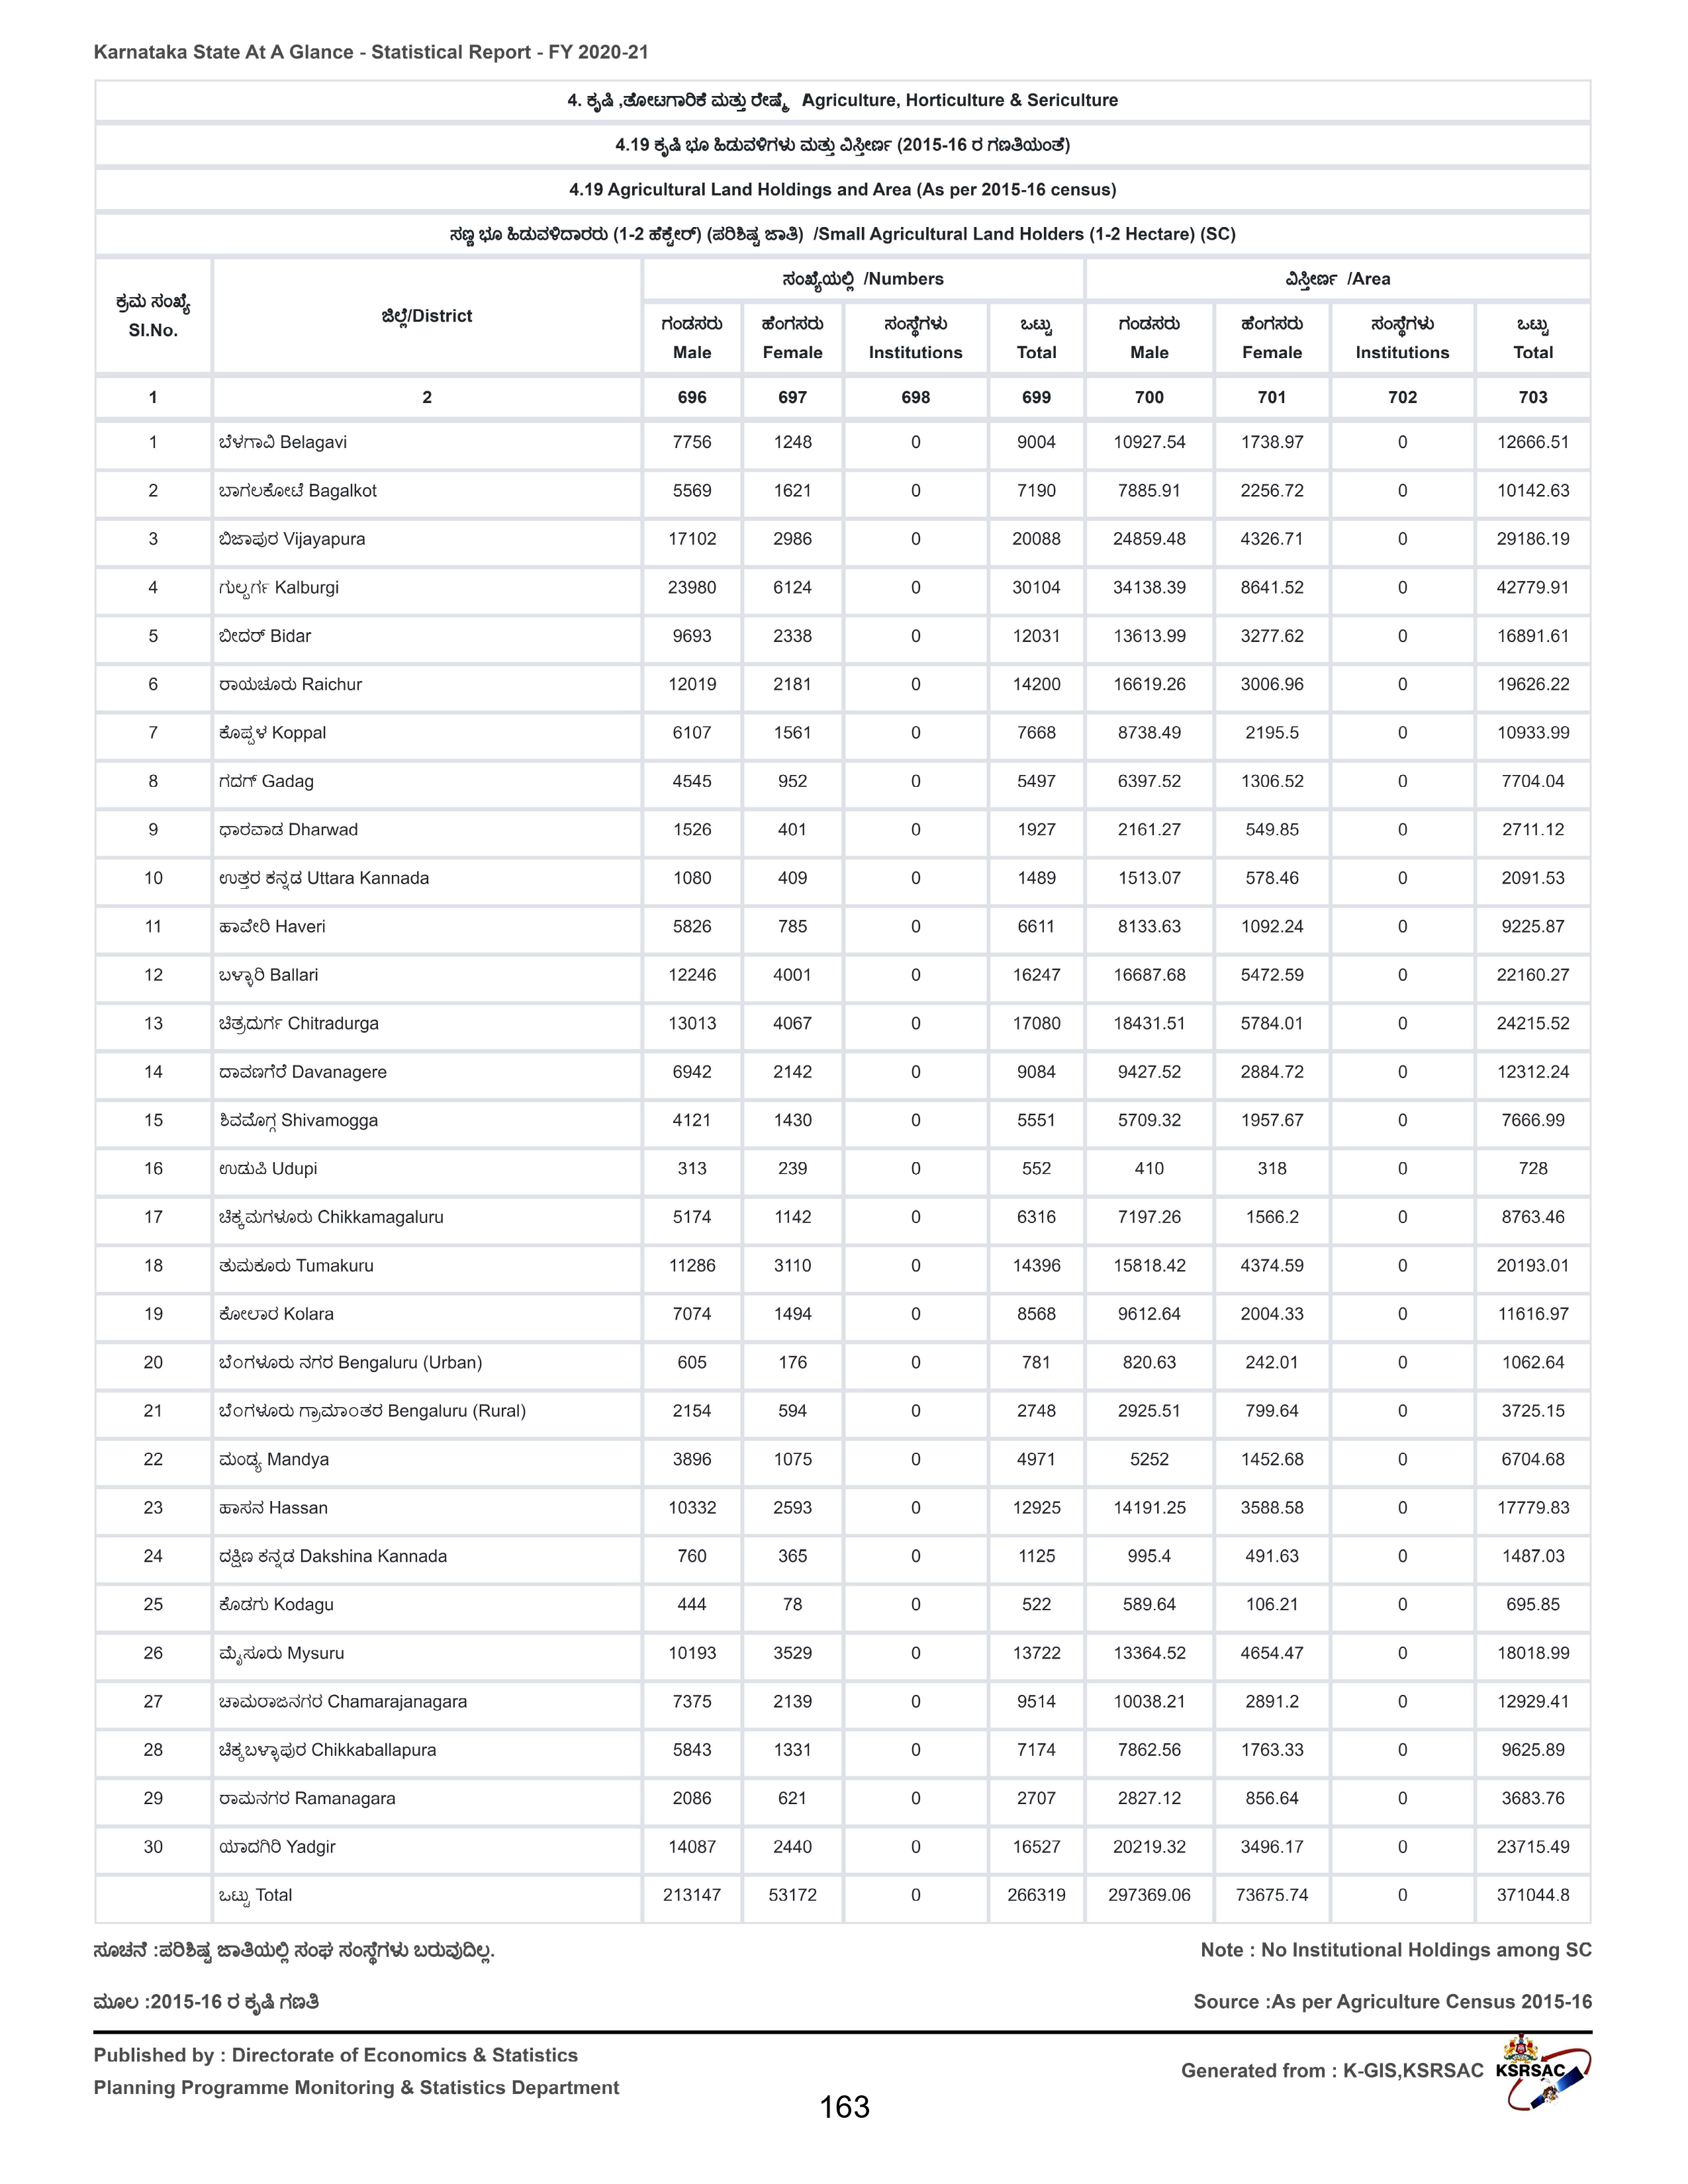 Karnataka State At A Glance - Statistical Report - FY 2020-21
4. ಕೃಷಿ ,ತೋಟಗಾರಿಕೆ ಮತ್ತು ರೇಷ್ಮೆ Agriculture, Horticulture & Sericulture
4.19 ಕೃಷಿ ಭೂ ಹಿಡುವಳಿಗಳು ಮತ್ತು ವಿಸ್ತೀರ್ಣ (2015-16 ರ ಗಣತಿಯಂತೆ)
4.19 Agricultural Land Holdings and Area (As per 2015-16 census)
ಸಣ್ಣ ಭೂ ಹಿಡುವಳಿದಾರರು (1-2 ಹೆಕ್ಟೇರ್) (ಪರಿಶಿಷ್ಟ ಜಾತಿ) /Small Agricultural Land Holders (1-2 Hectare) (SC)
ಕ್ರಮ ಸಂಖ್ಯೆ Sl.No. ಜಿಲ್ಲೆ/District ಸಂಖ್ಯೆಯಲ್ಲಿ /Numbers ವಿಸ್ತೀರ್ಣ /Area
ಗಂಡಸರು ಹೆಂಗಸರು ಸಂಸ್ಥೆಗಳು ಒಟ್ಟು ಗಂಡಸರು ಹೆಂಗಸರು ಸಂಸ್ಥೆಗಳು ಒಟ್ಟು
Male Female Institutions Total Male Female Institutions Total
1 2 696 697 698 699 700 701 702 703
1 ಬೆಳಗಾವಿ Belagavi 7756 1248 0 9004 10927.54 1738.97 0 12666.51
2 ಬಾಗಲಕೋಟೆ Bagalkot 5569 1621 0 7190 7885.91 2256.72 0 10142.63
3 ಬಿಜಾಪುರ Vijayapura 17102 2986 0 20088 24859.48 4326.71 0 29186.19
4 ಗುಲ್ಬರ್ಗ Kalburgi 23980 6124 0 30104 34138.39 8641.52 0 42779.91
5 ಬೀದರ್ Bidar 9693 2338 0 12031 13613.99 3277.62 0 16891.61
6 ರಾಯಚೂರು Raichur 12019 2181 0 14200 16619.26 3006.96 0 19626.22
7 ಕೊಪ್ಪಳ Koppal 6107 1561 0 7668 8738.49 2195.5 0 10933.99
8 ಗದಗ್ Gadag 4545 952 0 5497 6397.52 1306.52 0 7704.04
9 ಧಾರವಾಡ Dharwad 1526 401 0 1927 2161.27 549.85 0 2711.12
10 ಉತ್ತರ ಕನ್ನಡ Uttara Kannada 1080 409 0 1489 1513.07 578.46 0 2091.53
11 ಹಾವೇರಿ Haveri 5826 785 0 6611 8133.63 1092.24 0 9225.87
12 ಬಳ್ಳಾರಿ Ballari 12246 4001 0 16247 16687.68 5472.59 0 22160.27
13 ಚಿತ್ರದುರ್ಗ Chitradurga 13013 4067 0 17080 18431.51 5784.01 0 24215.52
14 ದಾವಣಗೆರೆ Davanagere 6942 2142 0 9084 9427.52 2884.72 0 12312.24
15 ಶಿವಮೊಗ್ಗ Shivamogga 4121 1430 0 5551 5709.32 1957.67 0 7666.99
16 ಉಡುಪಿ Udupi 313 239 0 552 410 318 0 728
17 ಚಿಕ್ಕಮಗಳೂರು Chikkamagaluru 5174 1142 0 6316 7197.26 1566.2 0 8763.46
18 ತುಮಕೂರು Tumakuru 11286 3110 0 14396 15818.42 4374.59 0 20193.01
19 ಕೋಲಾರ Kolara 7074 1494 0 8568 9612.64 2004.33 0 11616.97
20 ಬೆಂಗಳೂರು ನಗರ Bengaluru (Urban) 605 176 0 781 820.63 242.01 0 1062.64
21 ಬೆಂಗಳೂರು ಗ್ರಾಮಾಂತರ Bengaluru (Rural) 2154 594 0 2748 2925.51 799.64 0 3725.15
22 ಮಂಡ್ಯ Mandya 3896 1075 0 4971 5252 1452.68 0 6704.68
23 ಹಾಸನ Hassan 10332 2593 0 12925 14191.25 3588.58 0 17779.83
24 ದಕ್ಷಿಣ ಕನ್ನಡ Dakshina Kannada 760 365 0 1125 995.4 491.63 0 1487.03
25 ಕೊಡಗು Kodagu 444 78 0 522 589.64 106.21 0 695.85
26 ಮೈಸೂರು Mysuru 10193 3529 0 13722 13364.52 4654.47 0 18018.99
27 ಚಾಮರಾಜನಗರ Chamarajanagara 7375 2139 0 9514 10038.21 2891.2 0 12929.41
28 ಚಿಕ್ಕಬಳ್ಳಾಪುರ Chikkaballapura 5843 1331 0 7174 7862.56 1763.33 0 9625.89
29 ರಾಮನಗರ Ramanagara 2086 621 0 2707 2827.12 856.64 0 3683.76
30 ಯಾದಗಿರಿ Yadgir 14087 2440 0 16527 20219.32 3496.17 0 23715.49
ಒಟ್ಟು Total 213147 53172 0 266319 297369.06 73675.74 0 371044.8
ಸೂಚನೆ :ಪರಿಶಿಷ್ಟ ಜಾತಿಯಲ್ಲಿ ಸಂಘ ಸಂಸ್ಥೆಗಳು ಬರುವುದಿಲ್ಲ. Note : No Institutional Holdings among SC
ಮೂಲ :2015-16 ರ ಕೃಷಿ ಗಣತಿ Source :As per Agriculture Census 2015-16
Published by : Directorate of Economics & Statistics
Planning Programme Monitoring & Statistics Department
Generated from : K-GIS,KSRSAC KSRSAC
163